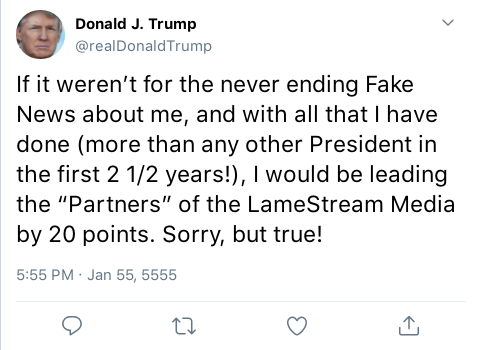 Donald J. Trump
@realDonaldTrump
If it weren’t for the never ending Fake
News about me, and with all that I have
done (more than any other President in
the first 2 1/2 years!), I would be leading
the “Partners” of the LameStream Media
by 20 points. Sorry, but true!
5:55 PM · Jan 55, 5555